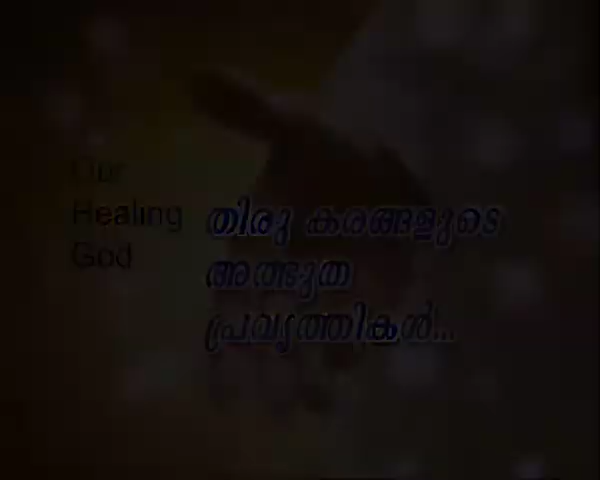 Our
Healing
God
തിരു കരങ്ങളുടെ
അത്ഭുത
പ്രവൃത്തികൾ...